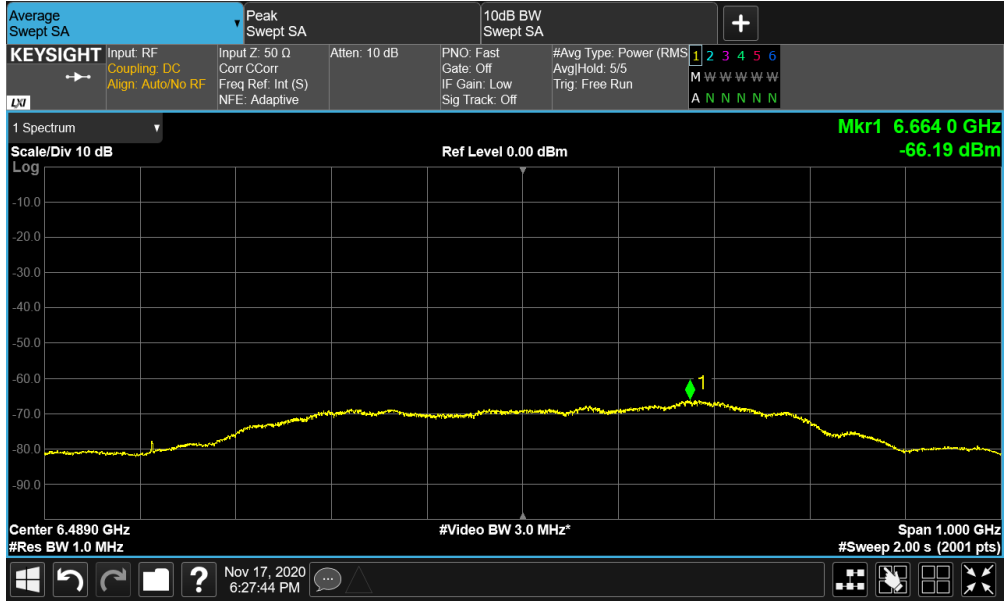 Average
Swept SA
Peak
Swept SA
10dB BW
Swept SA
KEYSIGHT
Input: RF
Coupling: DC
Align: Auto/No RF
Input Z: 50 Ω
Corr CCorr
Freq Ref: Int (S)
NFE: Adaptive
Atten: 10 dB
PNO: Fast
Gate: Off
IF Gain: Low
Sig Track: Off
#Avg Type: Power (RMS
Avg|Hold: 5/5
Trig: Free Run
1 2 3 4 5 6
M W W W W W
A N N N N N
LXI
1 Spectrum
Mkr1 6.664 0 GHz
Scale/Div 10 dB
Ref Level 0.00 dBm
-66.19 dBm
Log
-10.0
-20.0
-30.0
-40.0
-50.0
-60.0
1
-70.0
-80.0
-90.0
Center 6.4890 GHz
#Video BW 3.0 MHz*
Span 1.000 GHz
#Res BW 1.0 MHz
#Sweep 2.00 s (2001 pts)
Nov 17, 2020
6:27:44 PM